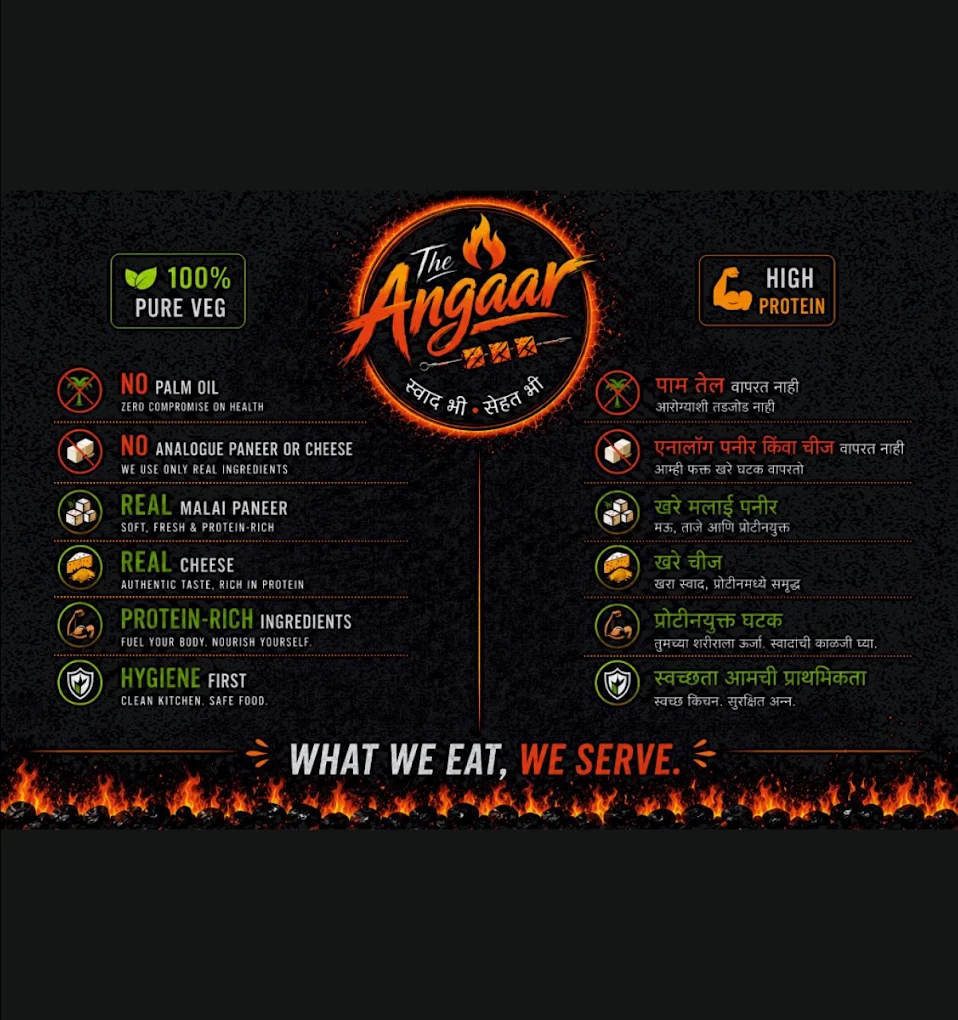 100%
PURE VEG
The
Angaar
स्वाद भी • सेहत भी
HIGH
PROTEIN
NO PALM OIL
ZERO COMPROMISE ON HEALTH
NO ANALOGUE PANEER OR CHEESE
WE USE ONLY REAL INGREDIENTS
REAL MALAI PANEER
SOFT, FRESH & PROTEIN-RICH
REAL CHEESE
AUTHENTIC TASTE, RICH IN PROTEIN
PROTEIN-RICH INGREDIENTS
FUEL YOUR BODY. NOURISH YOURSELF.
HYGIENE FIRST
CLEAN KITCHEN. SAFE FOOD.
पाम तेल वापरत नाही
आरोग्याशी तडजोड नाही
एनालॉग पनीर किंवा चीज वापरत नाही
आम्ही फक्त खरे घटक वापरतो
खरे मलाई पनीर
मऊ, ताजे आणि प्रोटीनयुक्त
खरे चीज
खरा स्वाद, प्रोटीनमध्ये समृद्ध
प्रोटीनयुक्त घटक
तुमच्या शरीराला ऊर्जा. स्वादांची काळजी घ्या.
स्वच्छता आमची प्राथमिकता
स्वच्छ किचन. सुरक्षित अन्न.
WHAT WE EAT, WE SERVE.